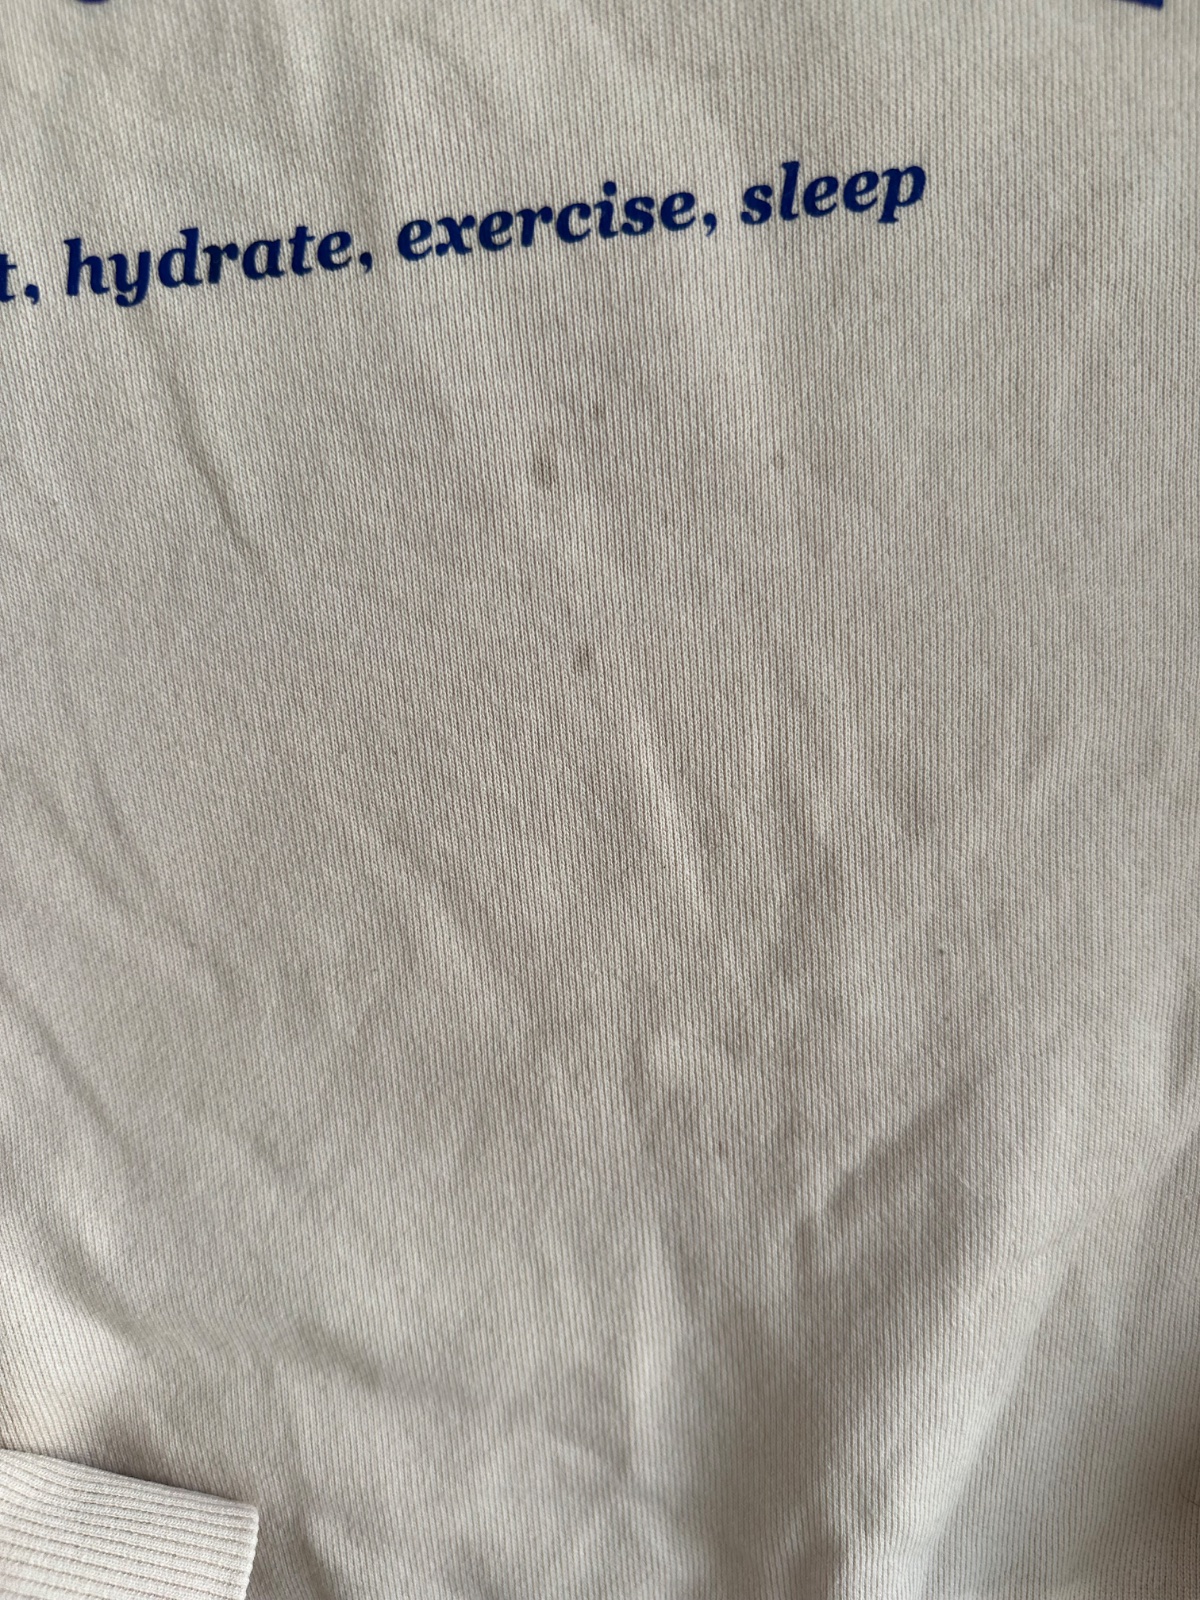 hydrate, exercise, sleep